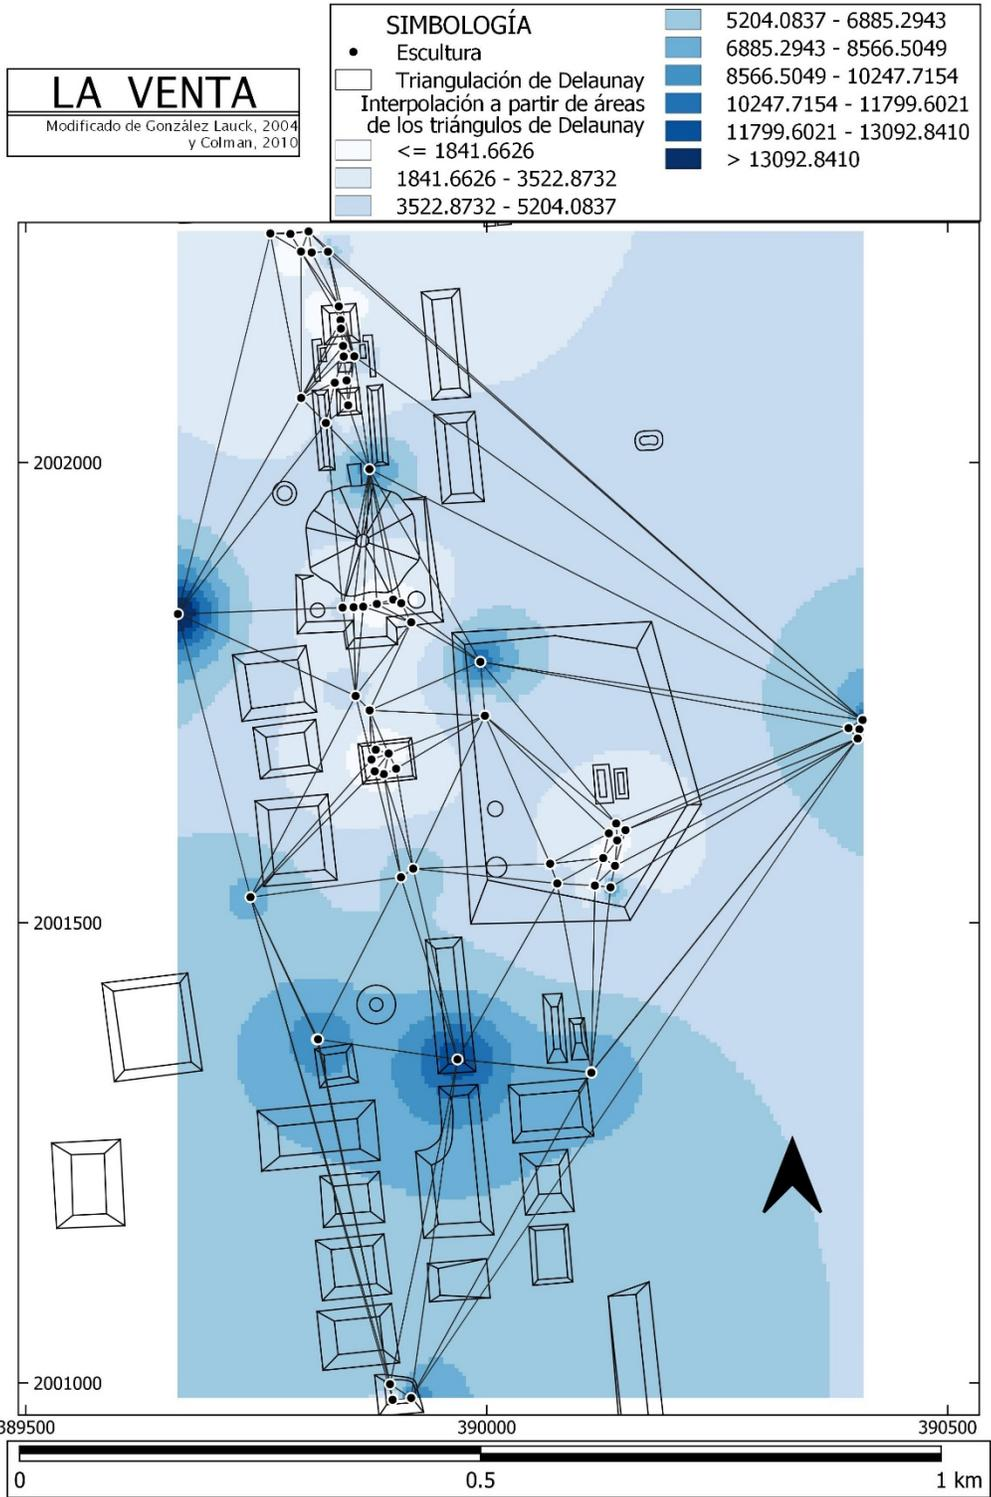 LA VENTA
Modificado de González Lauck, 2004
y Colman, 2010
SIMBOLOGÍA
Escultura
Triangulación de Delaunay
Interpolación a partir de áreas
de los triángulos de Delaunay
<= 1841.6626
1841.6626 - 3522.8732
3522.8732 - 5204.0837
5204.0837 - 6885.2943
6885.2943 - 8566.5049
8566.5049 - 10247.7154
10247.7154 - 11799.6021
11799.6021 - 13092.8410
> 13092.8410
2002000
2001500
2001000
389500 390000 390500
0 0.5 1 km